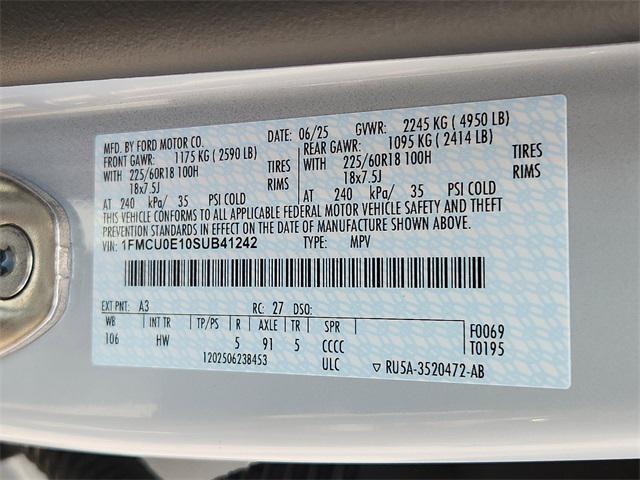 MFD. BY FORD MOTOR CO. DATE: 06/25 GVWR: 2245 KG ( 4950 LB)
FRONT GAWR: 1175 KG ( 2590 LB) REAR GAWR: 1095 KG ( 2414 LB)
WITH 225/60R18 100H TIRES WITH 225/60R18 100H TIRES
18x7.5J RIMS 18x7.5J RIMS
AT 240 kPa/ 35 PSI COLD AT 240 kPa/ 35 PSI COLD
THIS VEHICLE CONFORMS TO ALL APPLICABLE FEDERAL MOTOR VEHICLE SAFETY AND THEFT
PREVENTION STANDARDS IN EFFECT ON THE DATE OF MANUFACTURE SHOWN ABOVE.
VIN: 1FMCU0E10SUB41242 TYPE: MPV
EXT PNT: A3 RC: 27 DSO:
WB INT TR TP/PS R AXLE TR SPR F0069
106 HW 5 91 5 CCCC T0195
1202506238453 ULC ▽ RU5A-3520472-AB